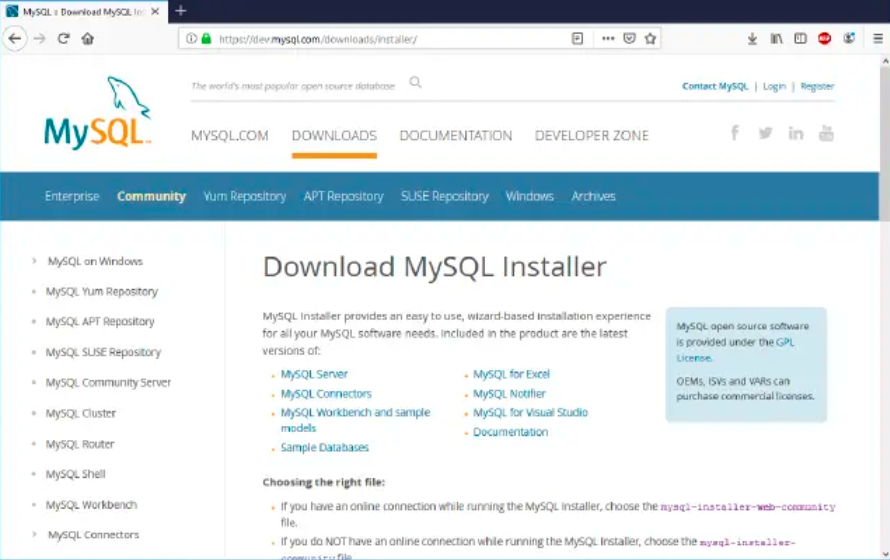 MySQL :: Download MySQL Ins
https://dev.mysql.com/downloads/installer/
The world's most popular open source database
Contact MySQL | Login | Register
MySQL
MYSQL.COM DOWNLOADS DOCUMENTATION DEVELOPER ZONE
Enterprise Community Yum Repository APT Repository SUSE Repository Windows Archives
MySQL on Windows
MySQL Yum Repository
MySQL APT Repository
MySQL SUSE Repository
MySQL Community Server
MySQL Cluster
MySQL Router
MySQL Shell
MySQL Workbench
MySQL Connectors
Download MySQL Installer
MySQL Installer provides an easy to use, wizard-based installation experience
for all your MySQL software needs. Included in the product are the latest
versions of:
MySQL Server
MySQL Connectors
MySQL Workbench and sample
models
Sample Databases
MySQL for Excel
MySQL Notifier
MySQL for Visual Studio
Documentation
MySQL open source software
is provided under the GPL
License.
OEMs, ISVs and VARs can
purchase commercial licenses.
Choosing the right file:
If you have an online connection while running the MySQL Installer, choose the mysql-installer-web-community
file.
If you do NOT have an online connection while running the MySQL Installer, choose the mysql-installer-
community file.